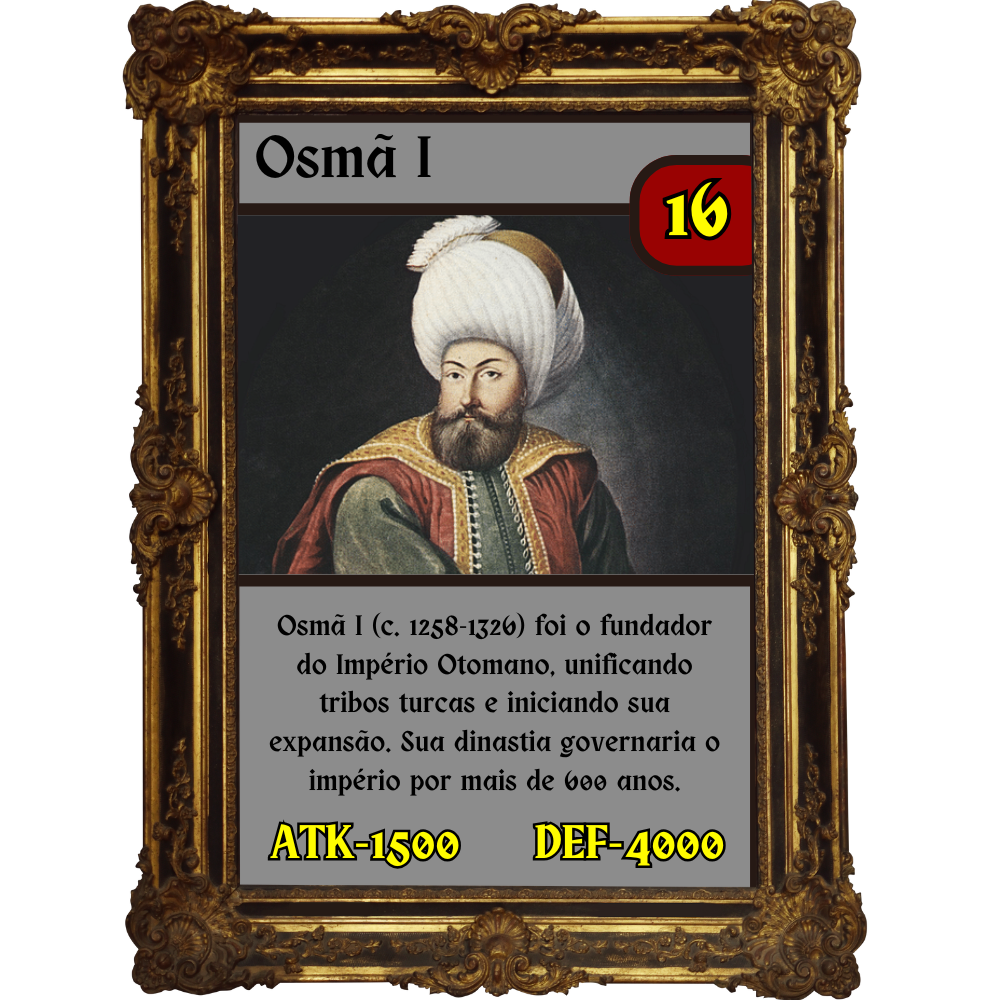 Osmã I
16
Osmã I (c. 1258-1326) foi o fundador
do Império Otomano, unificando
tribos turcas e iniciando sua
expansão. Sua dinastia governaria o
império por mais de 600 anos.
ATK-1500 DEF-4000